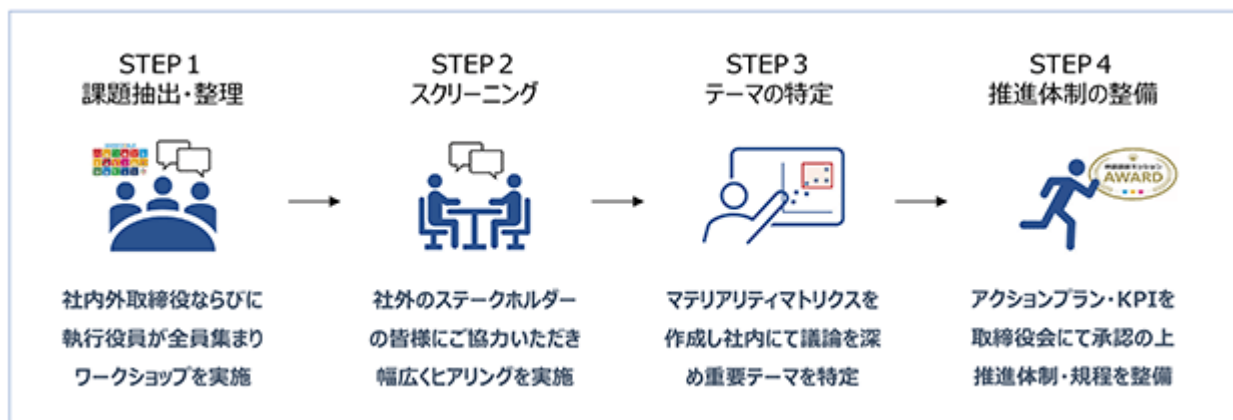 STEP 1
課題抽出・整理
社内外取締役ならびに
執行役員が全員集まり
ワークショップを実施
STEP 2
スクリーニング
社外のステークホルダー
の皆様にご協力いただき
幅広くヒアリングを実施
STEP 3
テーマの特定
マテリアリティマトリクスを
作成し社内にて議論を深
め重要テーマを特定
STEP 4
推進体制の整備
AWARD
アクションプラン・KPIを
取締役会にて承認の上
推進体制・規程を整備